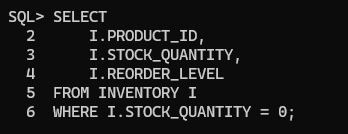 SQL> SELECT
  2      I.PRODUCT_ID,
  3      I.STOCK_QUANTITY,
  4      I.REORDER_LEVEL
  5  FROM INVENTORY I
  6  WHERE I.STOCK_QUANTITY = 0;